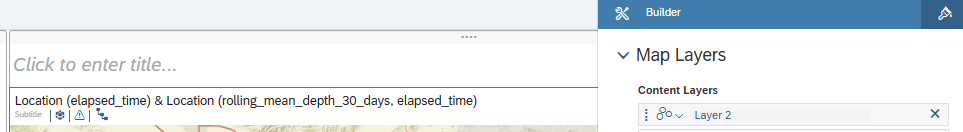 Builder
Click to enter title...
Map Layers
Content Layers
Location (elapsed_time) & Location (rolling_mean_depth_30_days, elapsed_time)
Subtitle
Layer 2